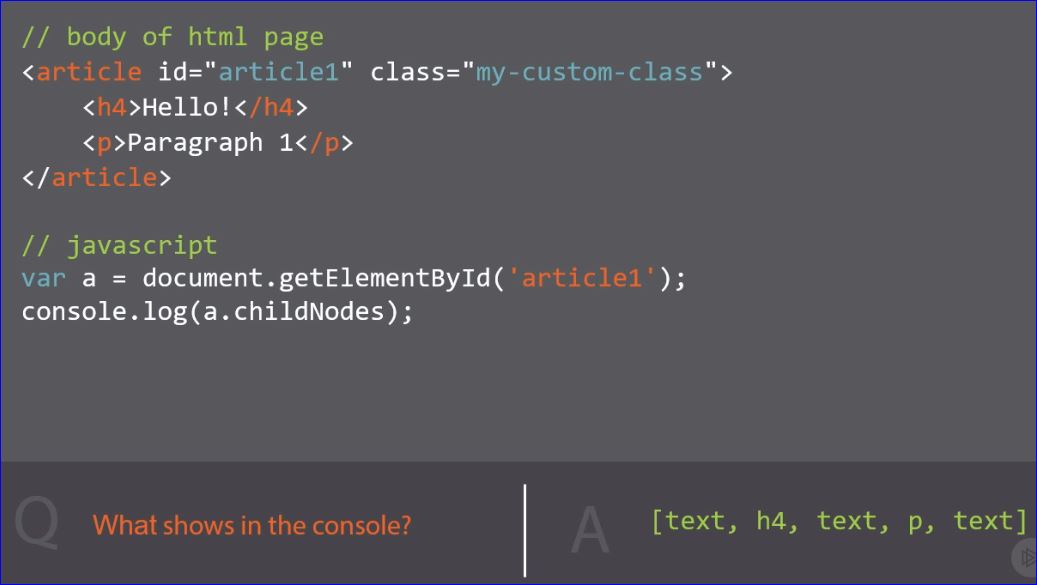 // body of html page
<article id="article1" class="my-custom-class">
    <h4>Hello!</h4>
    <p>Paragraph 1</p>
</article>
// javascript
var a = document.getElementById('article1');
console.log(a.childNodes);
Q What shows in the console?
A [text, h4, text, p, text]